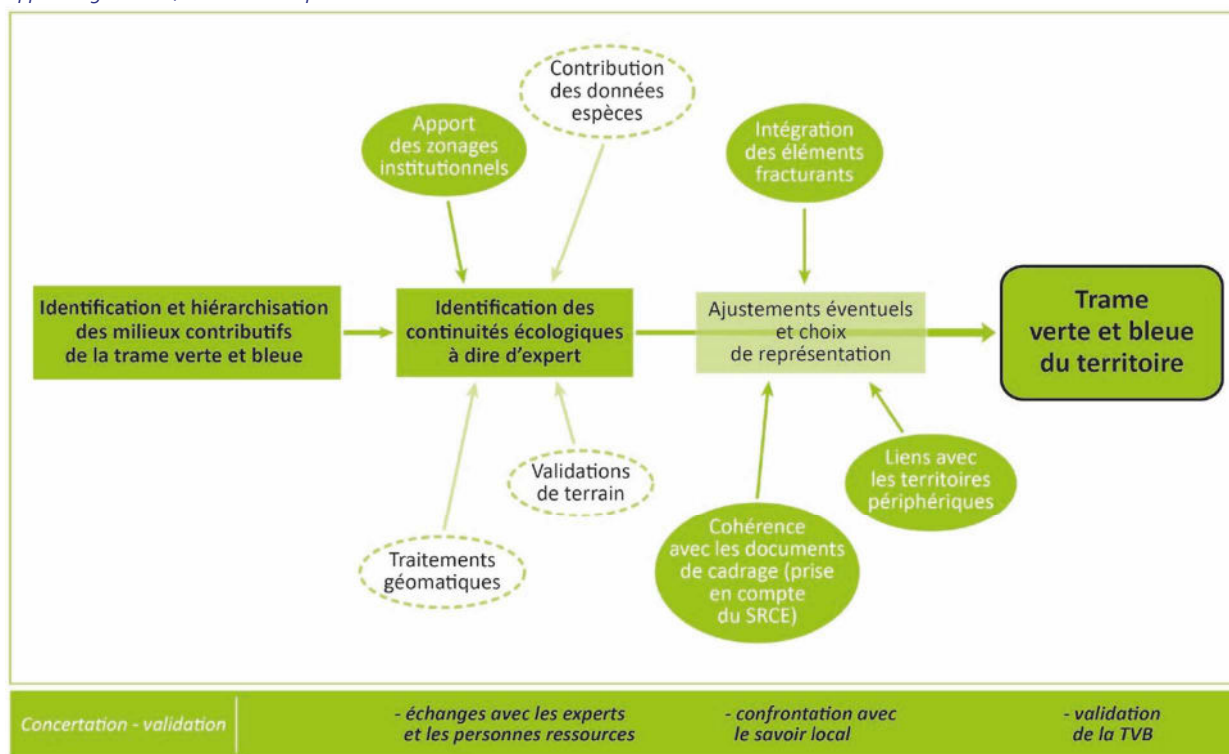 Contribution
des données
espèces
Apport
des zonages
institutionnels
Intégration
des éléments
fracturants
Identification et hiérarchisation
des milieux contributifs
de la trame verte et bleue
Identification des
continuités écologiques
à dire d'expert
Ajustements éventuels
et choix
de représentation
Trame
verte et bleue
du territoire
Validations
de terrain
Liens avec
les territoires
périphériques
Traitements
géomatiques
Cohérence
avec les documents
de cadrage (prise
en compte
du SRCE)
Concertation - validation
- échanges avec les experts
et les personnes ressources
- confrontation avec
le savoir local
- validation
de la TVB